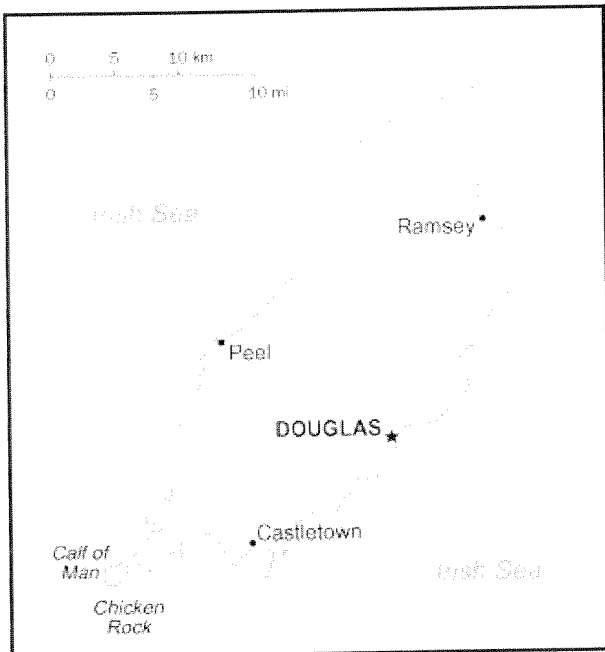 0 5 10 km
0 5 10 mi
Irish Sea
Ramsey
Peel
DOUGLAS
Castletown
Calf of
Man
Irish Sea
Chicken
Rock